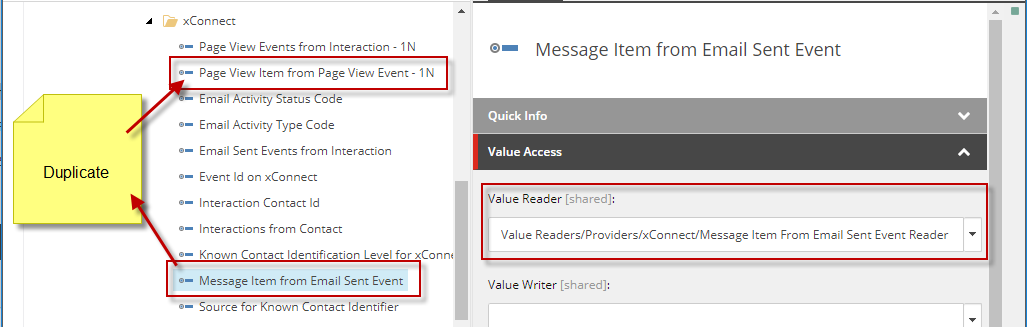 xConnect
Page View Events from Interaction - 1N
Page View Item from Page View Event - 1N
Email Activity Status Code
Email Activity Type Code
Email Sent Events from Interaction
Event Id on xConnect
Interaction Contact Id
Interactions from Contact
Known Contact Identification Level for xConne
Message Item from Email Sent Event
Source for Known Contact Identifier
Duplicate
Message Item from Email Sent Event
Quick Info
Value Access
Value Reader [shared]:
Value Readers/Providers/xConnect/Message Item From Email Sent Event Reader
Value Writer [shared]: